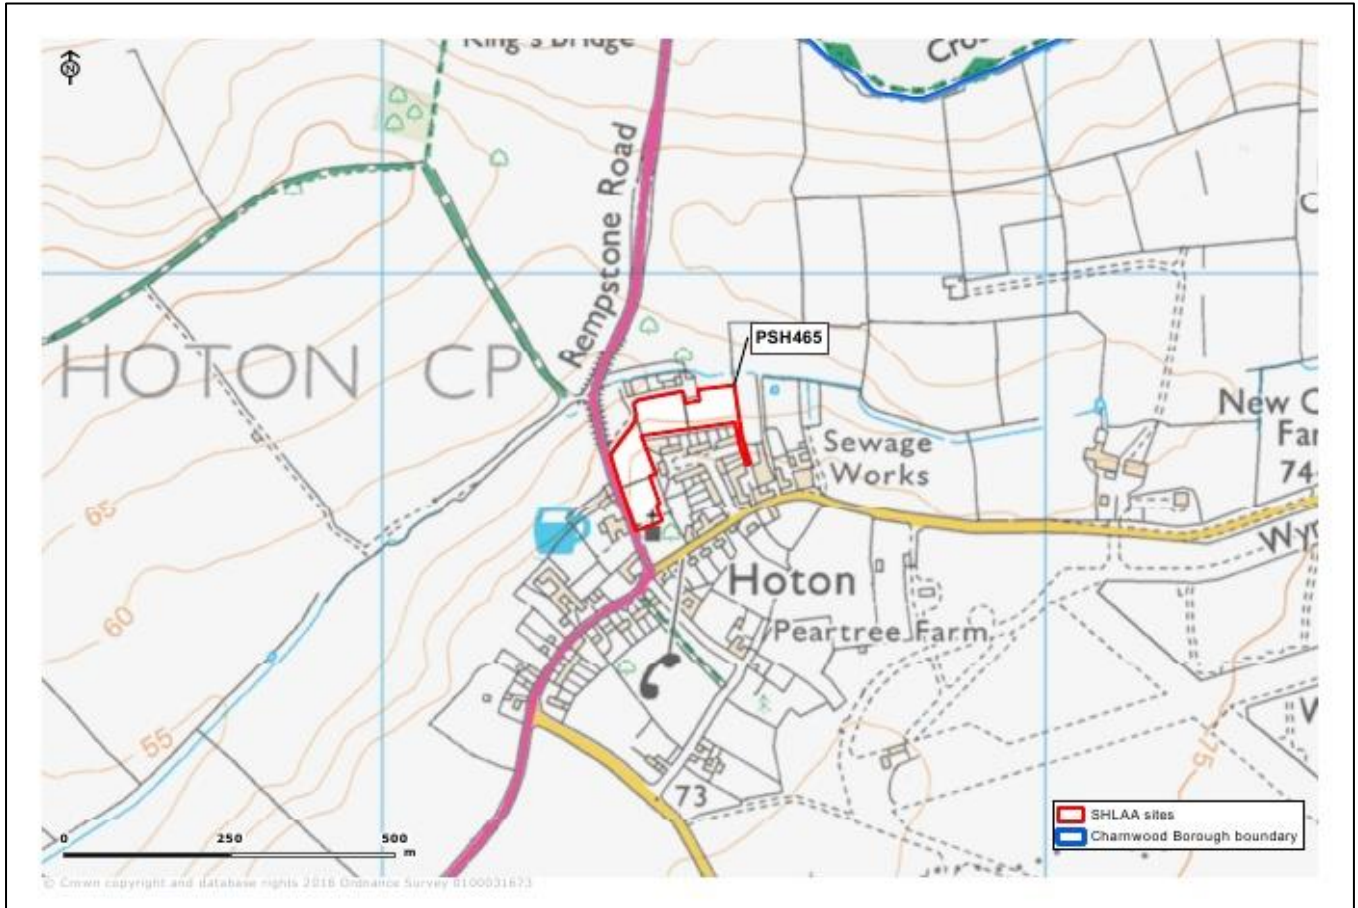 King's Bridge
Cros
Rempstone Road
PSH465
HOTON CP
New C
Far
74
Sewage
Works
65
Wy
Hoton
60
Peartree Farm
55
75
W
73
C
SHLAA sites
Charnwood Borough boundary
0 250 500
m
© Crown copyright and database rights 2016 Ordnance Survey 0100031673
N